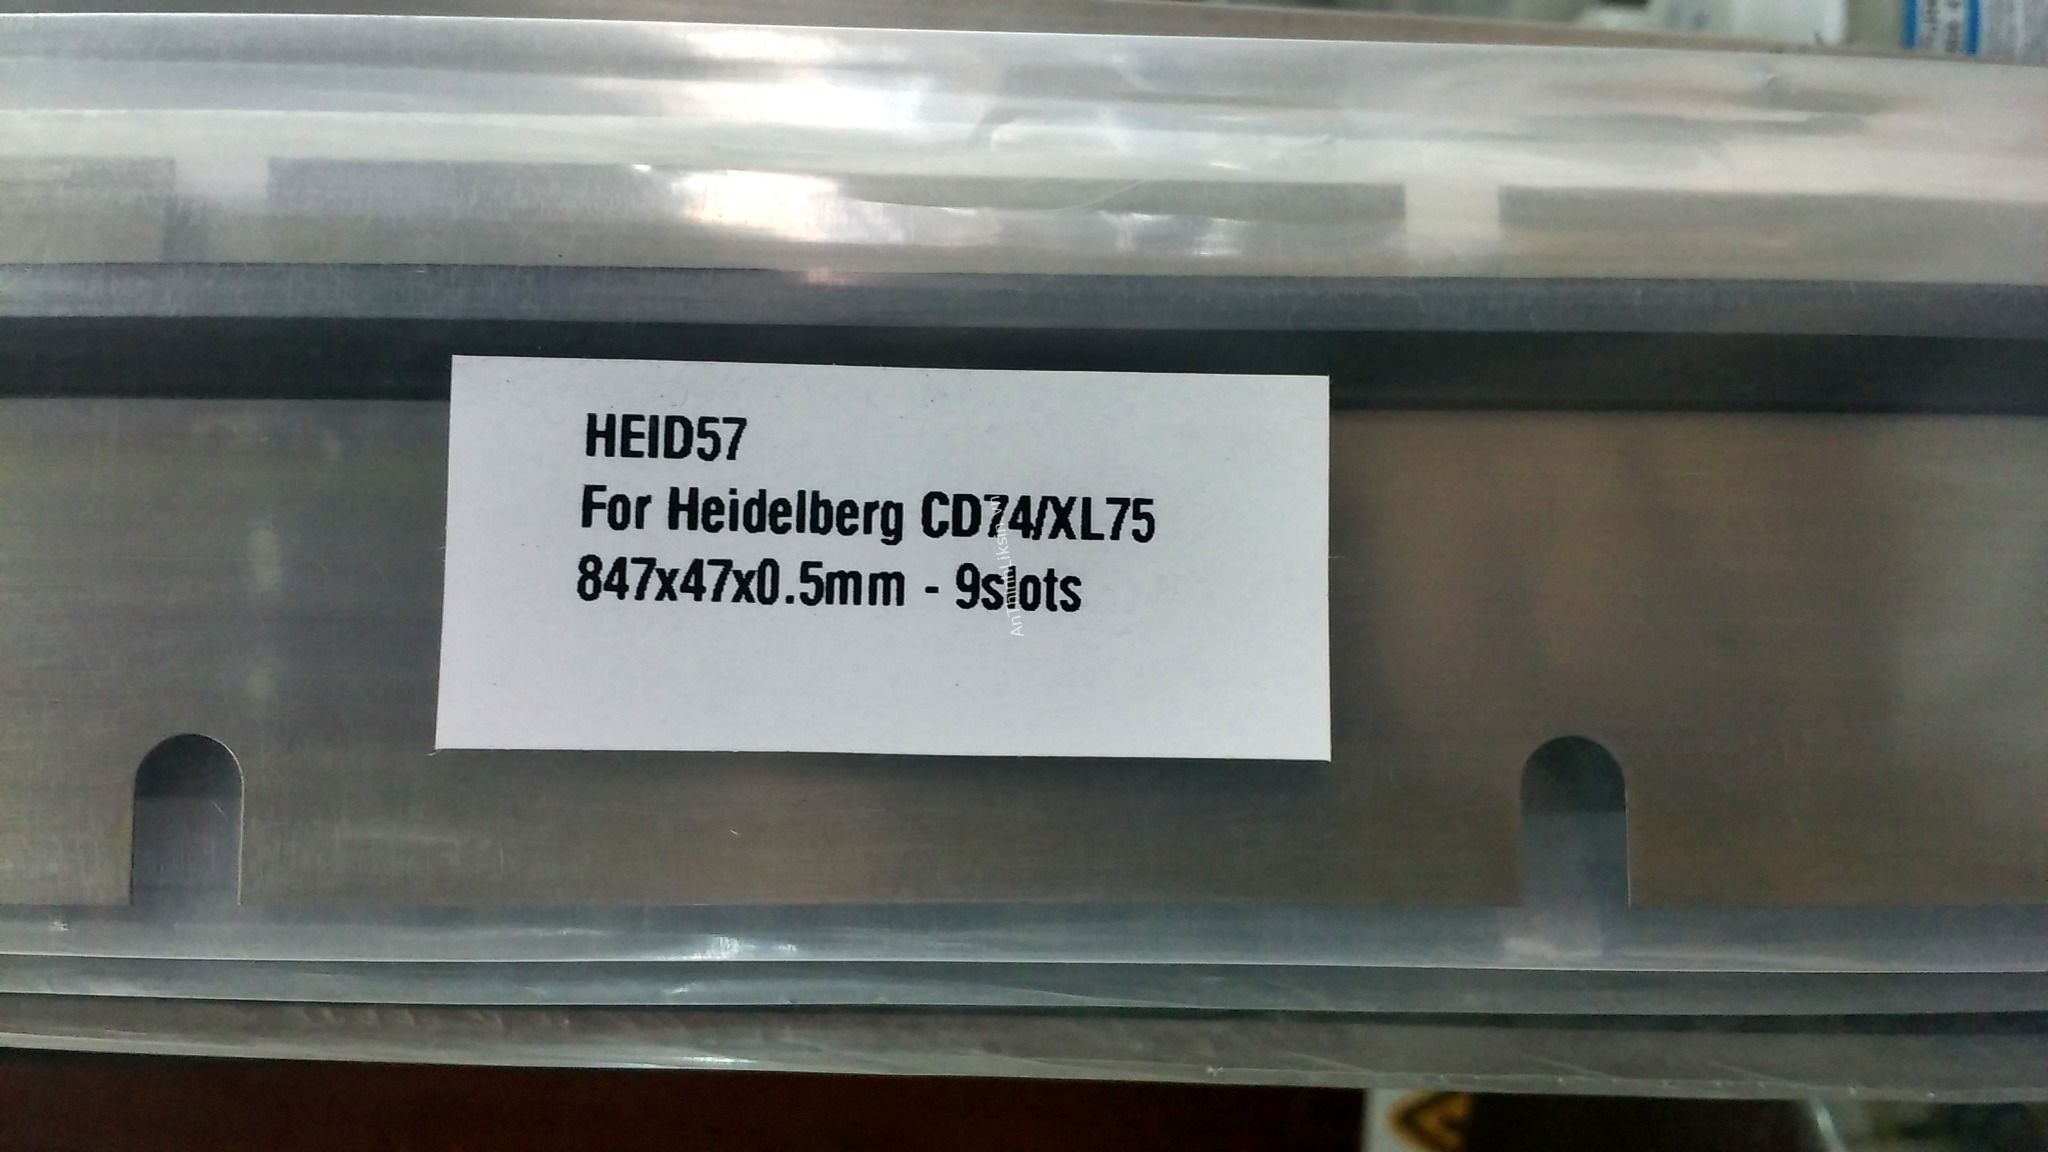 HEID57
For Heidelberg CD74/XL75
847x47x0.5mm - 9slots